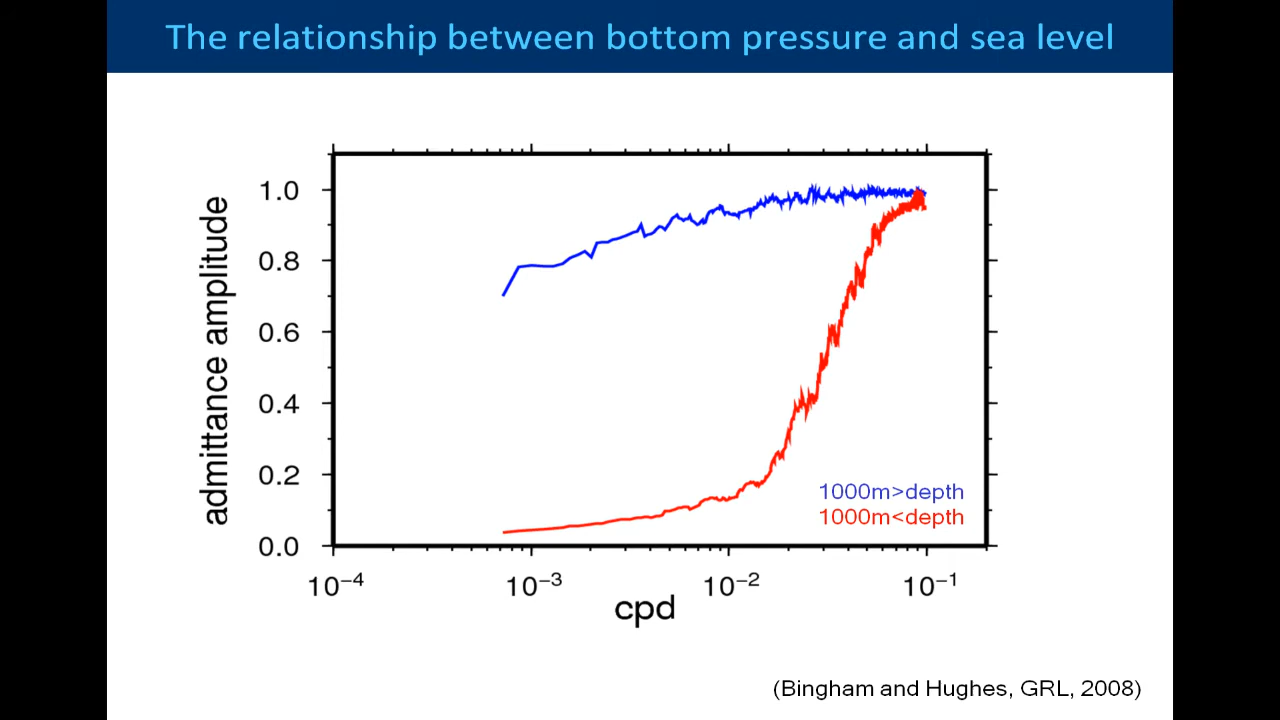 The relationship between bottom pressure and sea level
admittance amplitude
1.0
0.8
0.6
0.4
0.2
0.0
1000m>depth
1000m<depth
10⁻⁴ 10⁻³ 10⁻² 10⁻¹
cpd
(Bingham and Hughes, GRL, 2008)